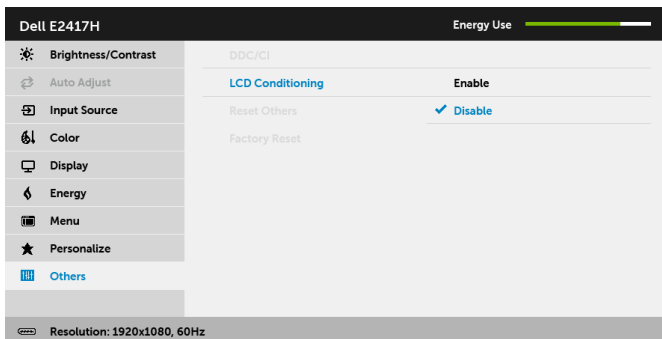 Dell E2417H
Energy Use
Brightness/Contrast
DDC/CI
Auto Adjust
LCD Conditioning
Enable
Input Source
Reset Others
Disable
Color
Factory Reset
Display
Energy
Menu
Personalize
Others
Resolution: 1920x1080, 60Hz